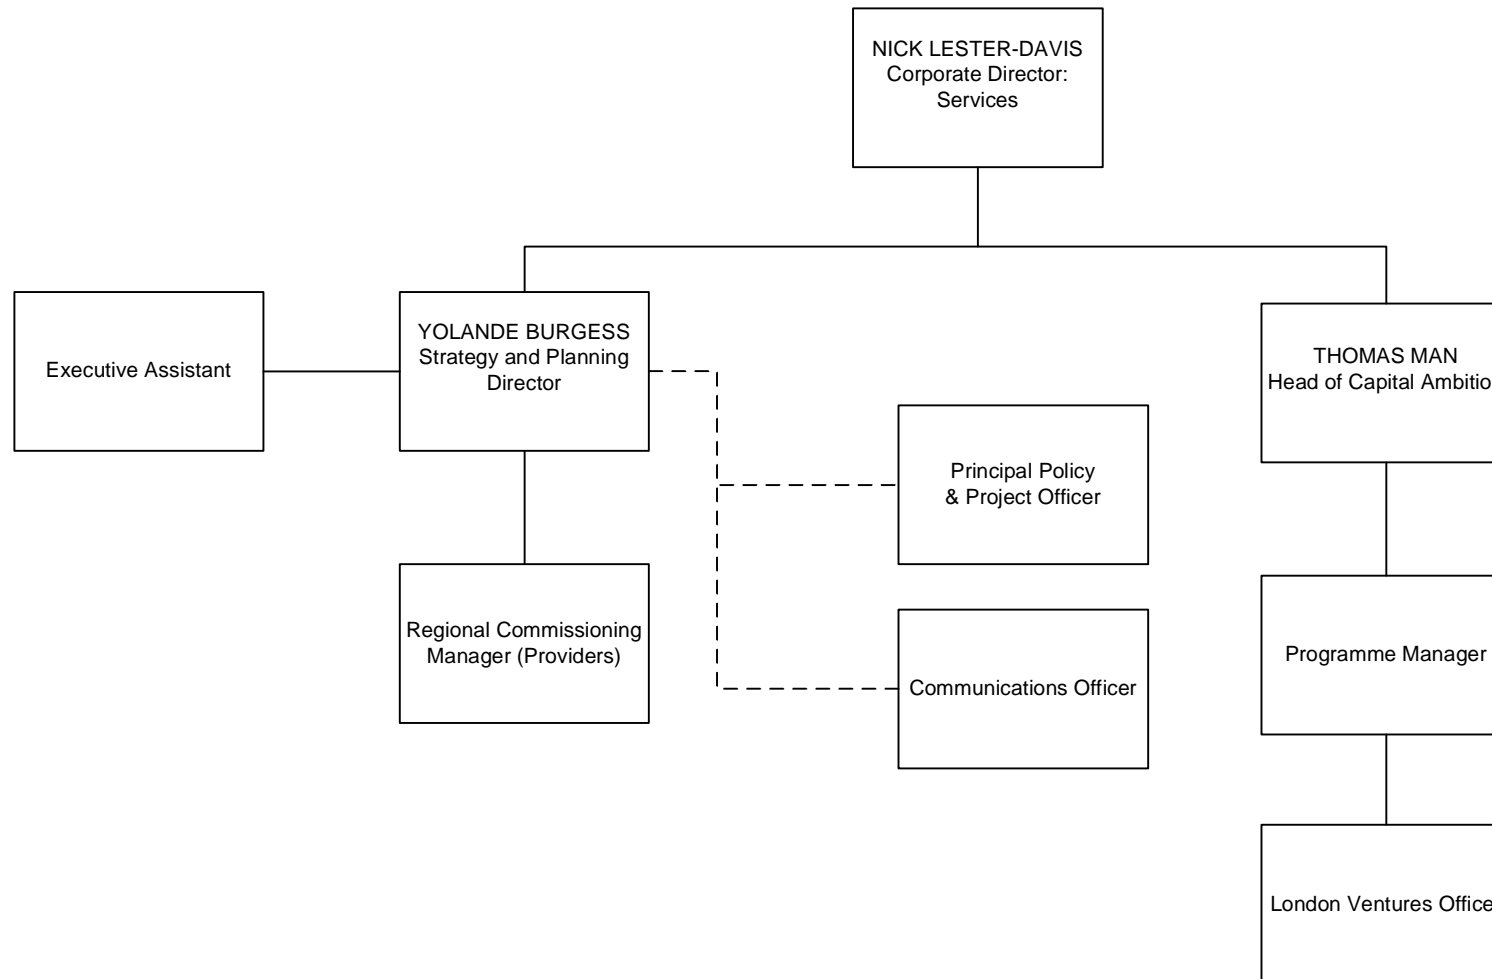 NICK LESTER-DAVIS
Corporate Director:
Services
YOLANDE BURGESS
Strategy and Planning
Director
Executive Assistant
THOMAS MAN
Head of Capital Ambitio
Principal Policy
& Project Officer
Regional Commissioning
Manager (Providers)
Programme Manager
Communications Officer
London Ventures Office